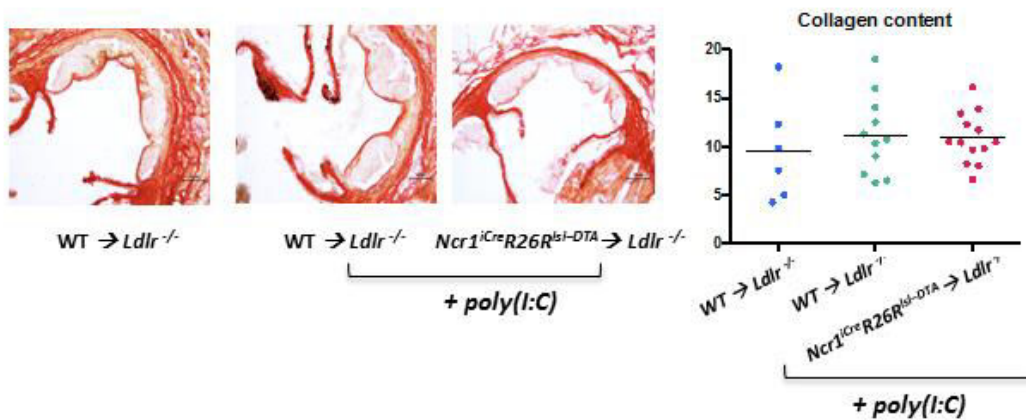 Collagen content
20
15
10
5
0
WT → Ldlr -/-
WT → Ldlr -/-
Ncr1iCreR26Rlsl-DTA → Ldlr -/-
+ poly(I:C)
WT → Ldlr -/-
WT → Ldlr
Ncr1iCreR26Rlsl-DTA → Ldlr
+ poly(I:C)